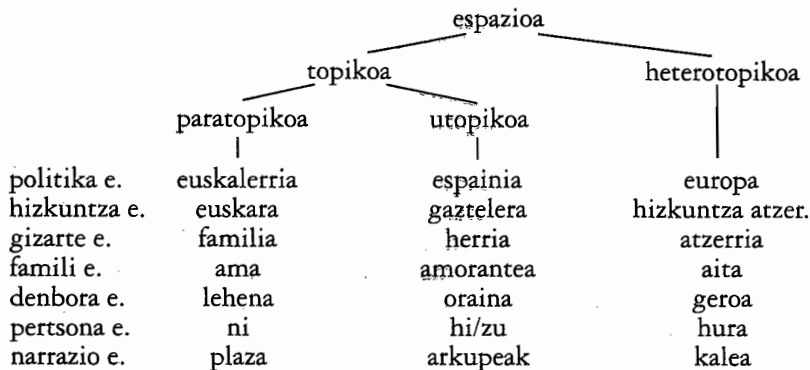 espazioa
topikoa heterotopikoa
paratopikoa utopikoa
politika e. euskalerria espainia europa
hizkuntza e. euskara gaztelera hizkuntza atzer.
gizarte e. familia herria atzerria
famili e. ama amorantea aita
denbora e. lehena oraina geroa
pertsona e. ni hi/zu hura
narrazio e. plaza arkupeak kalea